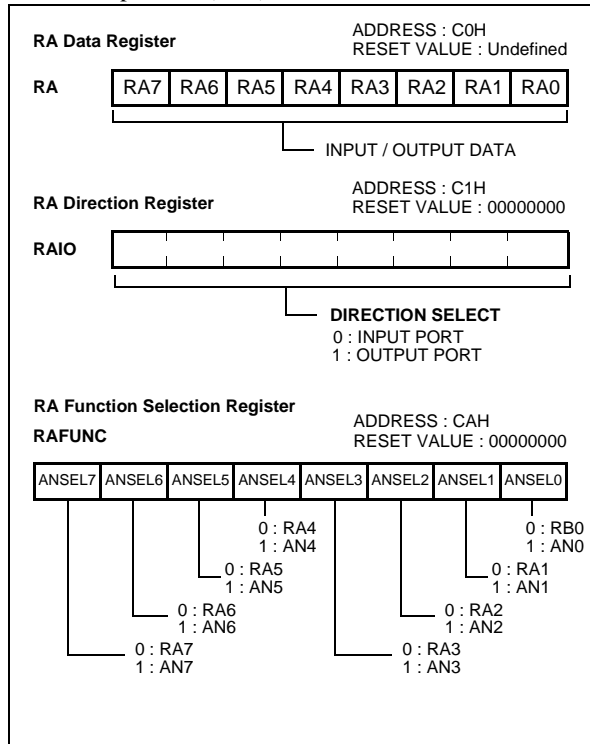 RA Data Register
ADDRESS : C0H
RESET VALUE : Undefined
RA
RA7 RA6 RA5 RA4 RA3 RA2 RA1 RA0
INPUT / OUTPUT DATA
RA Direction Register
ADDRESS : C1H
RESET VALUE : 00000000
RAIO
DIRECTION SELECT
0 : INPUT PORT
1 : OUTPUT PORT
RA Function Selection Register
RAFUNC
ADDRESS : CAH
RESET VALUE : 00000000
ANSEL7 ANSEL6 ANSEL5 ANSEL4 ANSEL3 ANSEL2 ANSEL1 ANSEL0
0 : RA4
1 : AN4
0 : RB0
1 : AN0
0 : RA5
1 : AN5
0 : RA1
1 : AN1
0 : RA6
1 : AN6
0 : RA2
1 : AN2
0 : RA7
1 : AN7
0 : RA3
1 : AN3